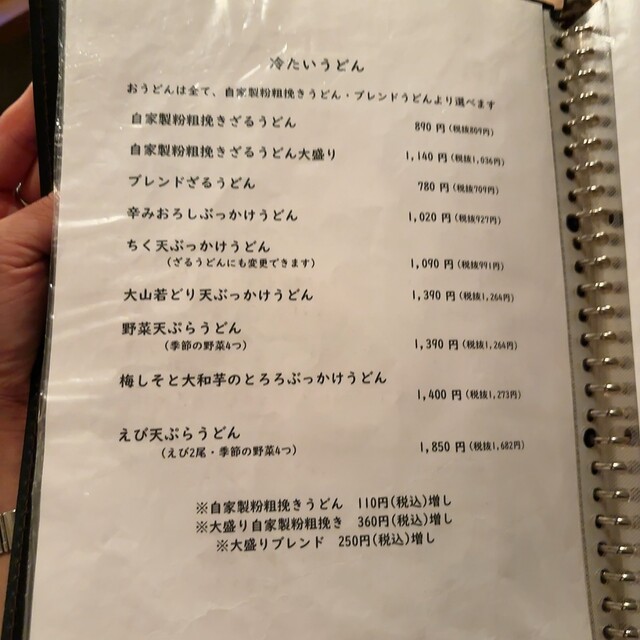 冷たいうどん
おうどんは全て、自家製粉粗挽きうどん・ブレンドうどんより選べます
自家製粉粗挽きざるうどん 890 円(税抜809円)
自家製粉粗挽きざるうどん大盛り 1,140 円(税抜1,036円)
ブレンドざるうどん 780 円(税抜709円)
辛みおろしぶっかけうどん 1,020 円(税抜927円)
ちく天ぶっかけうどん
(ざるうどんにも変更できます) 1,090 円(税抜991円)
大山若どり天ぶっかけうどん 1,390 円(税抜1,264円)
野菜天ぷらうどん
(季節の野菜4つ) 1,390 円(税抜1,264円)
梅しそと大和芋のとろろぶっかけうどん
1,400 円(税抜1,273円)
えび天ぷらうどん
(えび2尾・季節の野菜4つ) 1,850 円(税抜1,682円)
※自家製粉粗挽きうどん 110円(税込)増し
※大盛り自家製粉粗挽き 360円(税込)増し
※大盛りブレンド 250円(税込)増し